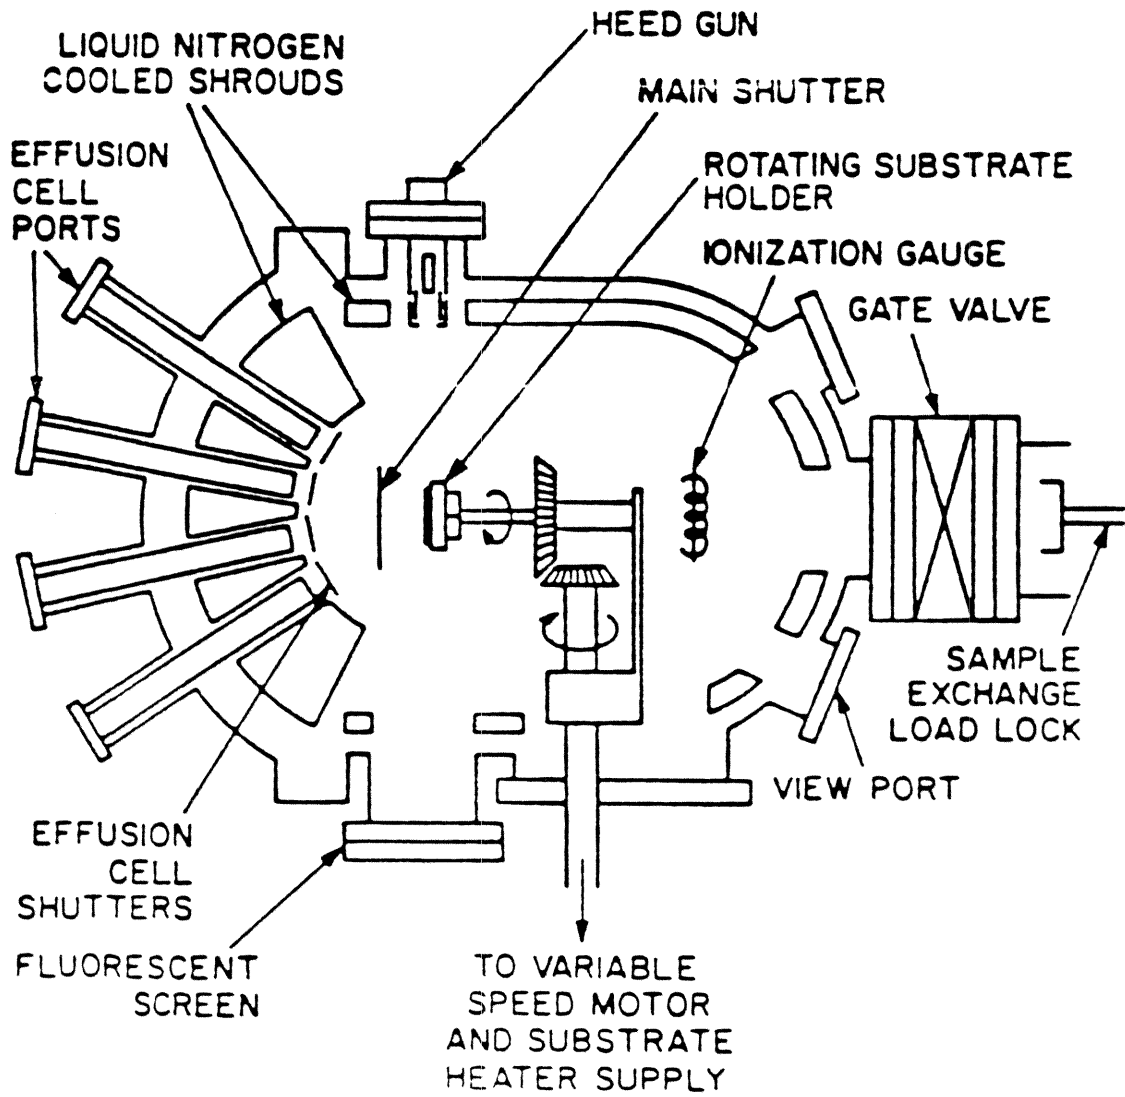 HEED GUN
LIQUID NITROGEN
COOLED SHROUDS
MAIN SHUTTER
EFFUSION
CELL
PORTS
ROTATING SUBSTRATE
HOLDER
IONIZATION GAUGE
GATE VALVE
SAMPLE
EXCHANGE
LOAD LOCK
VIEW PORT
EFFUSION
CELL
SHUTTERS
FLUORESCENT
SCREEN
TO VARIABLE
SPEED MOTOR
AND SUBSTRATE
HEATER SUPPLY